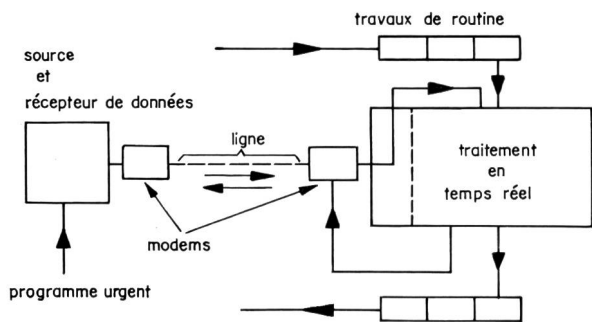 travaux de routine
source
et
récepteur de données
ligne
traitement
en
temps réel
modems
programme urgent